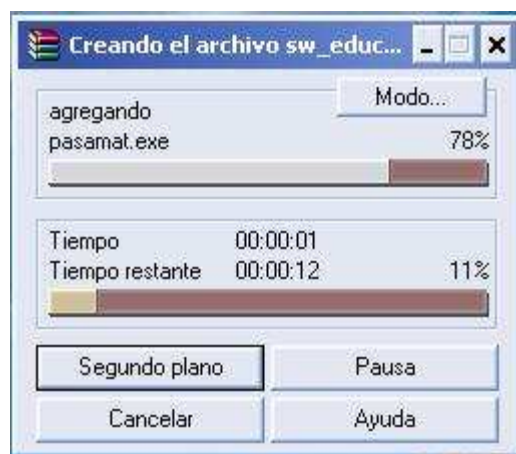 Creando el archivo sw_educ...
Modo...
agregando
pasamat.exe 78%
Tiempo 00:00:01
Tiempo restante 00:00:12 11%
Segundo plano Pausa
Cancelar Ayuda